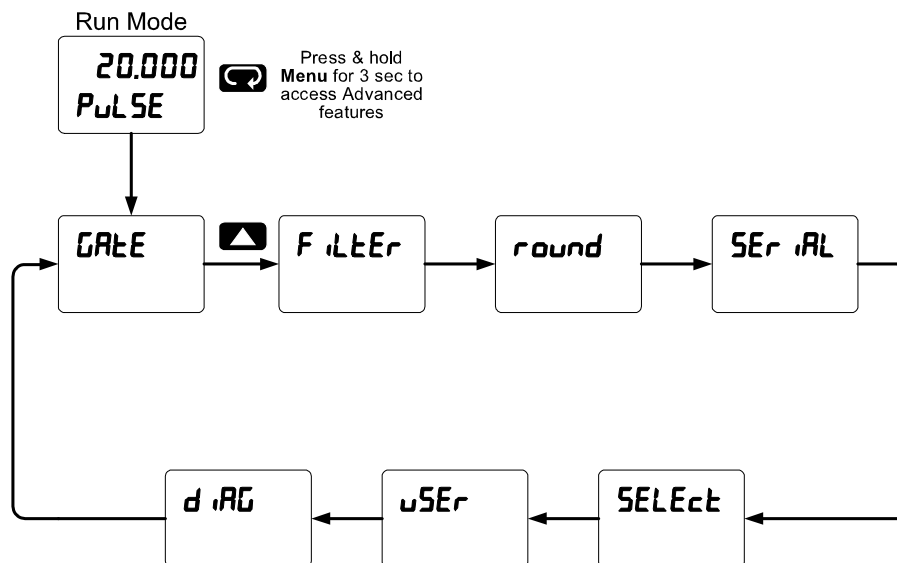 Run Mode
20.000
PuLSE
Press & hold
Menu for 3 sec to
access Advanced
features
GAtE
FiLtEr
round
SEriAL
diAG
uSEr
SELEct